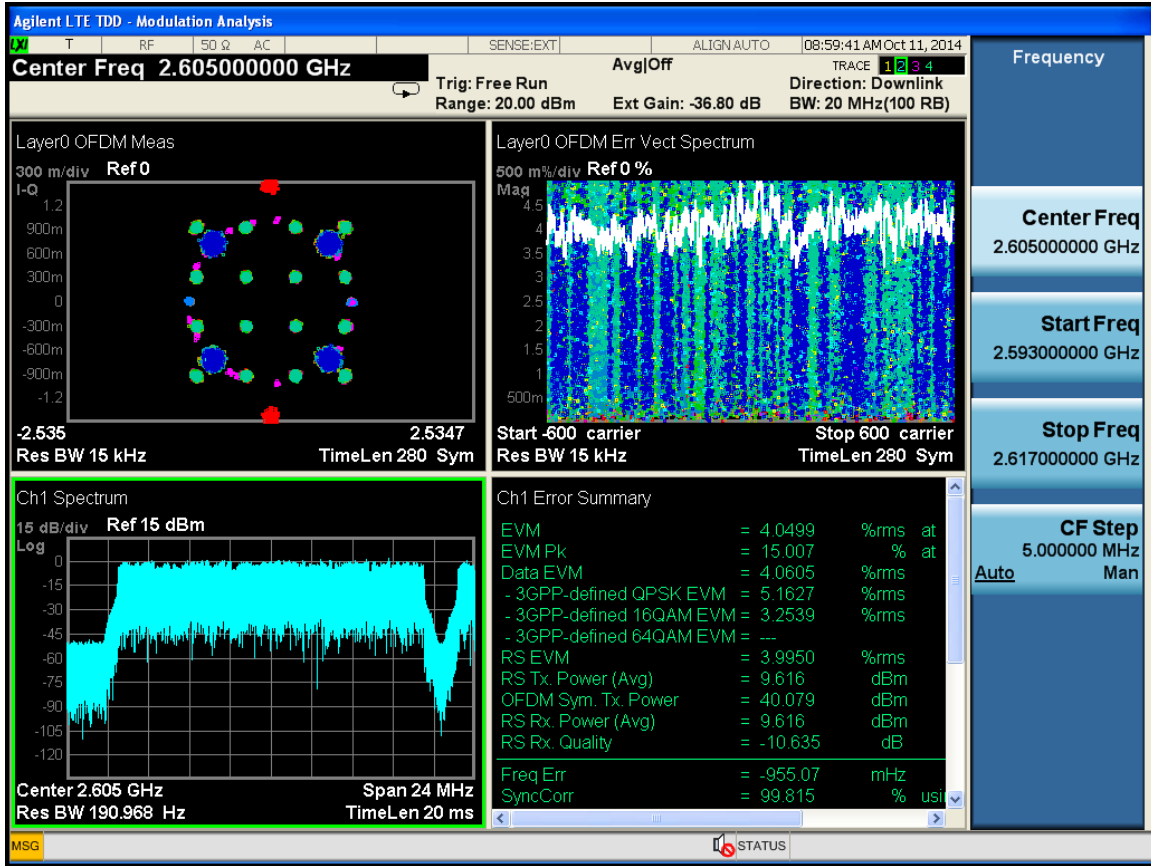 Agilent LTE TDD - Modulation Analysis
LXI T RF 50 Ω AC SENSE:EXT ALIGN AUTO 08:59:41 AM Oct 11, 2014
Center Freq 2.605000000 GHz
Avg|Off
TRACE 1 2 3 4
Trig: Free Run
Direction: Downlink
Range: 20.00 dBm
Ext Gain: -36.80 dB
BW: 20 MHz(100 RB)
Layer0 OFDM Meas
300 m/div Ref 0
I-Q
1.2
900m
600m
300m
0
-300m
-600m
-900m
-1.2
-2.535 2.5347
Res BW 15 kHz TimeLen 280 Sym
Layer0 OFDM Err Vect Spectrum
500 m%/div Ref 0 %
Mag
4.5
4
3.5
3
2.5
2
1.5
1
500m
Start -600 carrier Stop 600 carrier
Res BW 15 kHz TimeLen 280 Sym
Ch1 Spectrum
15 dB/div Ref 15 dBm
Log
0
-15
-30
-45
-60
-75
-90
-105
-120
Center 2.605 GHz Span 24 MHz
Res BW 190.968 Hz TimeLen 20 ms
Ch1 Error Summary
EVM = 4.0499 %rms at
EVM Pk = 15.007 % at
Data EVM = 4.0605 %rms
- 3GPP-defined QPSK EVM = 5.1627 %rms
- 3GPP-defined 16QAM EVM = 3.2539 %rms
- 3GPP-defined 64QAM EVM = ---
RS EVM = 3.9950 %rms
RS Tx. Power (Avg) = 9.616 dBm
OFDM Sym. Tx. Power = 40.079 dBm
RS Rx. Power (Avg) = 9.616 dBm
RS Rx. Quality = -10.635 dB
Freq Err = -955.07 mHz
SyncCorr = 99.815 % usi
Frequency
Center Freq
2.605000000 GHz
Start Freq
2.593000000 GHz
Stop Freq
2.617000000 GHz
CF Step
5.000000 MHz
Auto Man
MSG
STATUS